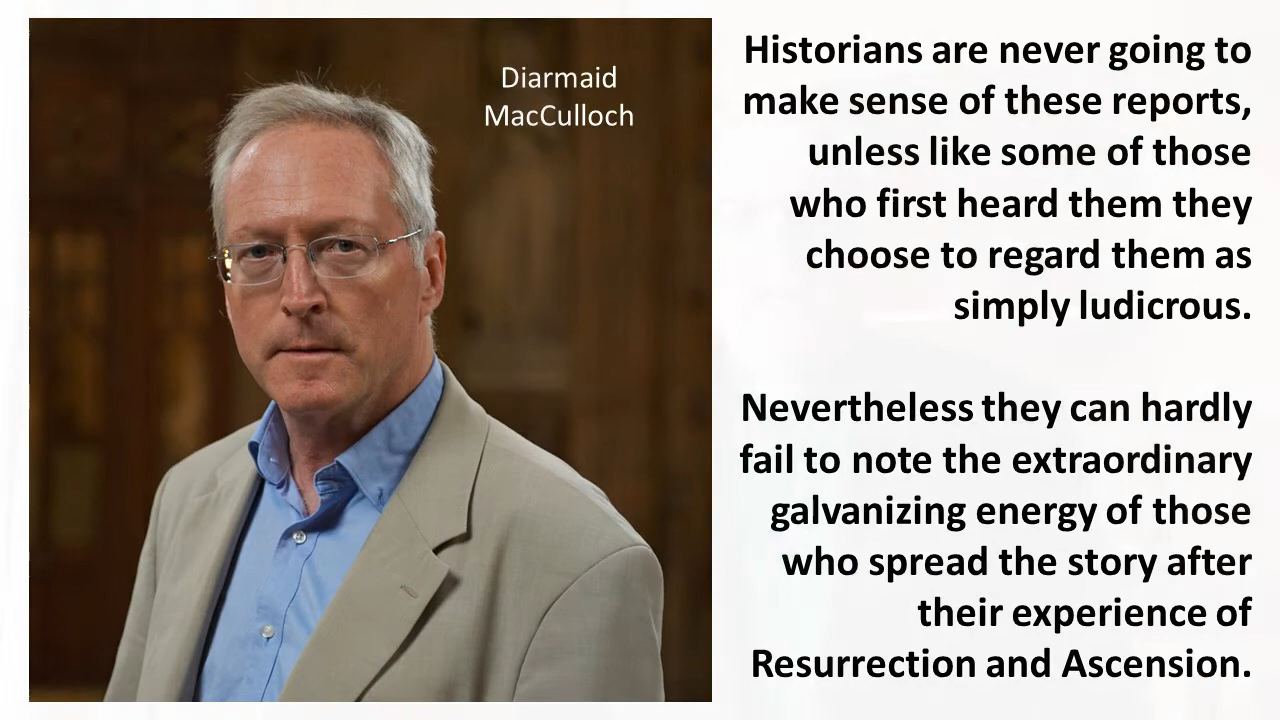 Diarmaid
MacCulloch
Historians are never going to
make sense of these reports,
unless like some of those
who first heard them they
choose to regard them as
simply ludicrous.
Nevertheless they can hardly
fail to note the extraordinary
galvanizing energy of those
who spread the story after
their experience of
Resurrection and Ascension.